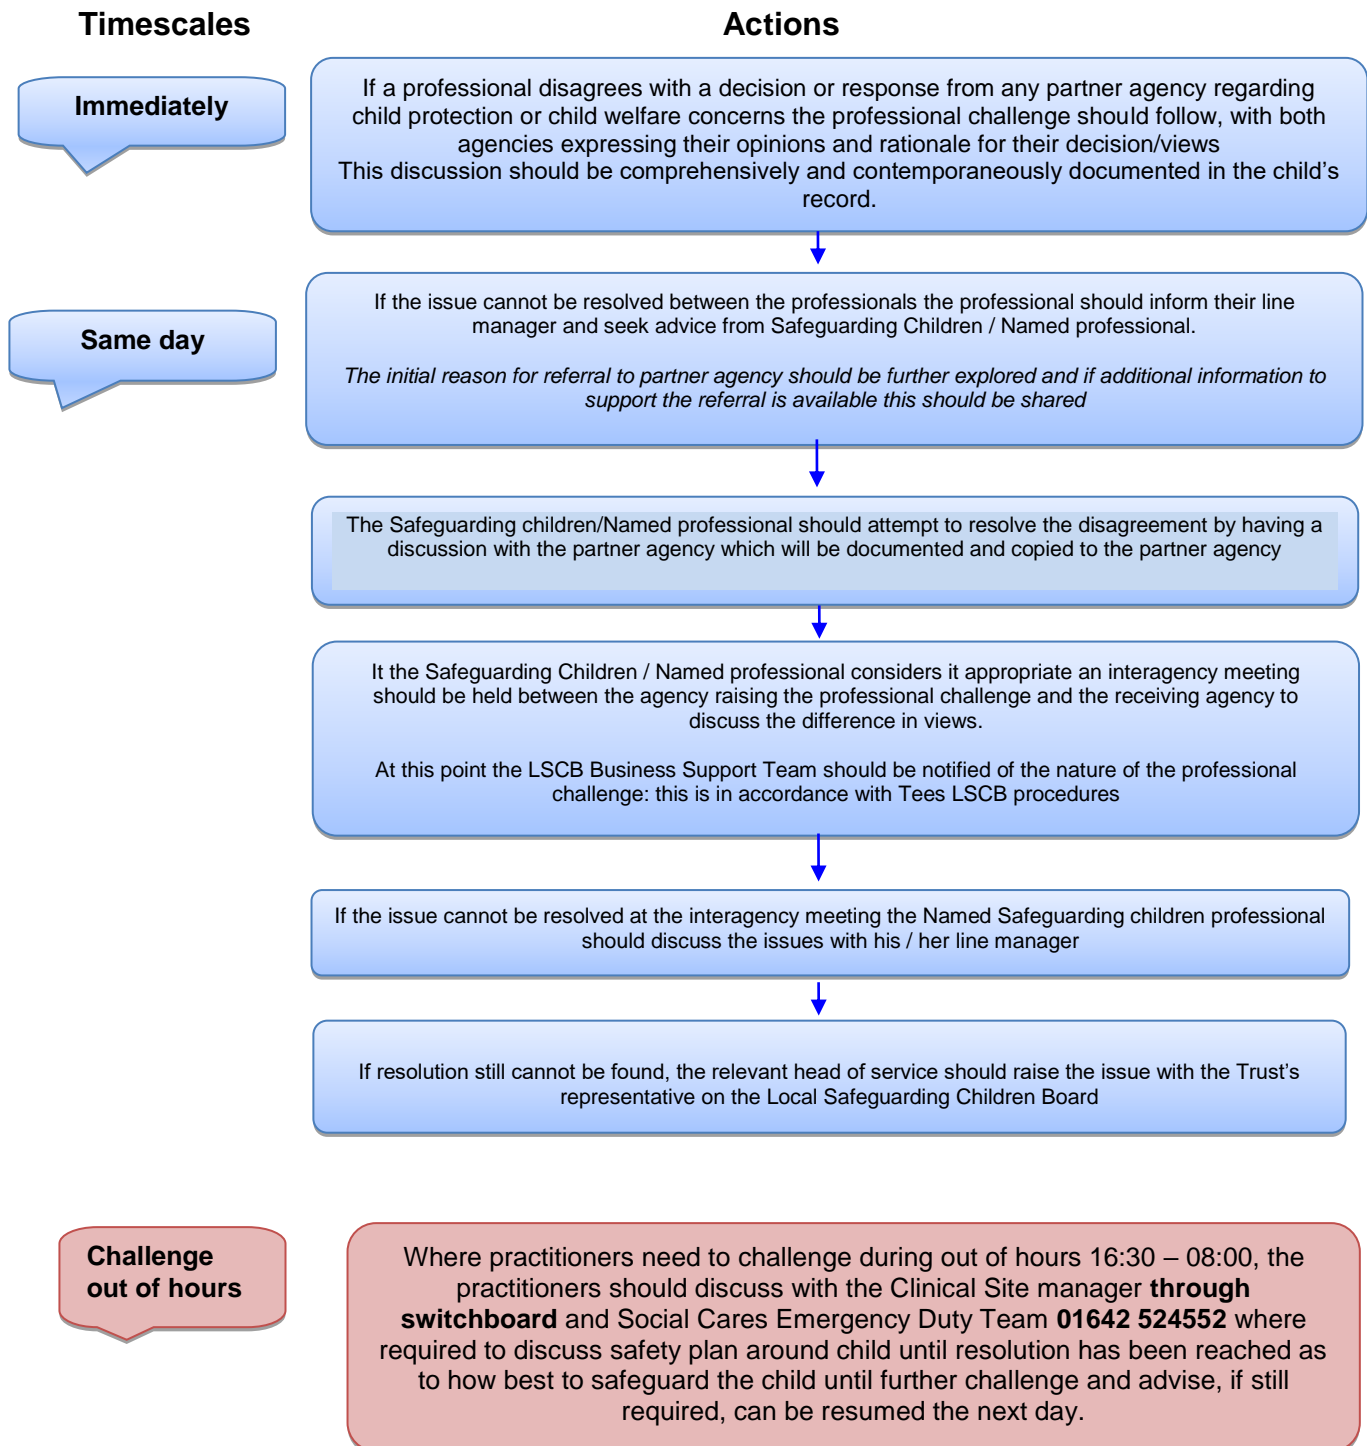 Timescales
Actions
Immediately
If a professional disagrees with a decision or response from any partner agency regarding
child protection or child welfare concerns the professional challenge should follow, with both
agencies expressing their opinions and rationale for their decision/views
This discussion should be comprehensively and contemporaneously documented in the child's
record.
Same day
If the issue cannot be resolved between the professionals the professional should inform their line
manager and seek advice from Safeguarding Children / Named professional.
The initial reason for referral to partner agency should be further explored and if additional information to
support the referral is available this should be shared
The Safeguarding children/Named professional should attempt to resolve the disagreement by having a
discussion with the partner agency which will be documented and copied to the partner agency
It the Safeguarding Children / Named professional considers it appropriate an interagency meeting
should be held between the agency raising the professional challenge and the receiving agency to
discuss the difference in views.
At this point the LSCB Business Support Team should be notified of the nature of the professional
challenge: this is in accordance with Tees LSCB procedures
If the issue cannot be resolved at the interagency meeting the Named Safeguarding children professional
should discuss the issues with his / her line manager
If resolution still cannot be found, the relevant head of service should raise the issue with the Trust's
representative on the Local Safeguarding Children Board
Challenge
out of hours
Where practitioners need to challenge during out of hours 16:30 – 08:00, the
practitioners should discuss with the Clinical Site manager through
switchboard and Social Cares Emergency Duty Team 01642 524552 where
required to discuss safety plan around child until resolution has been reached as
to how best to safeguard the child until further challenge and advise, if still
required, can be resumed the next day.